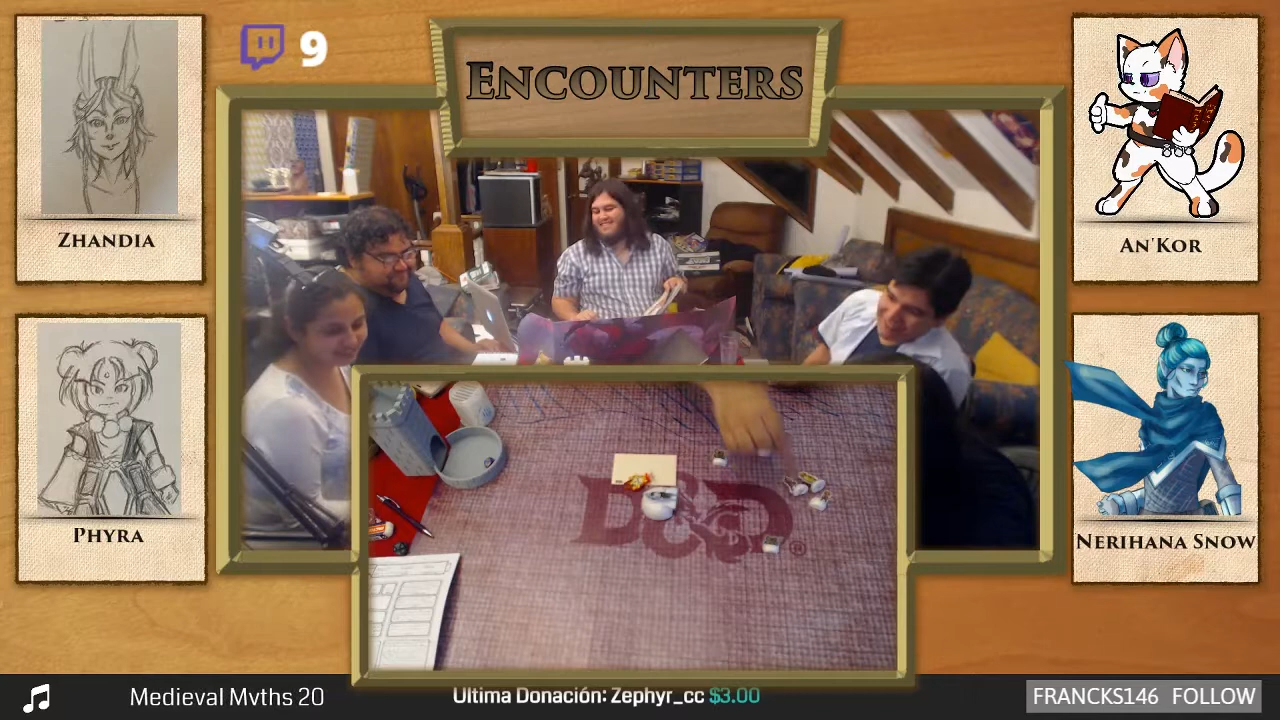 9
ENCOUNTERS
ZHANDIA
AN'KOR
PHYRA
NERIHANA SNOW
D&D®
Medieval Myths 20
Ultima Donación: Zephyr_cc $3.00
FRANCKS146 FOLLOW